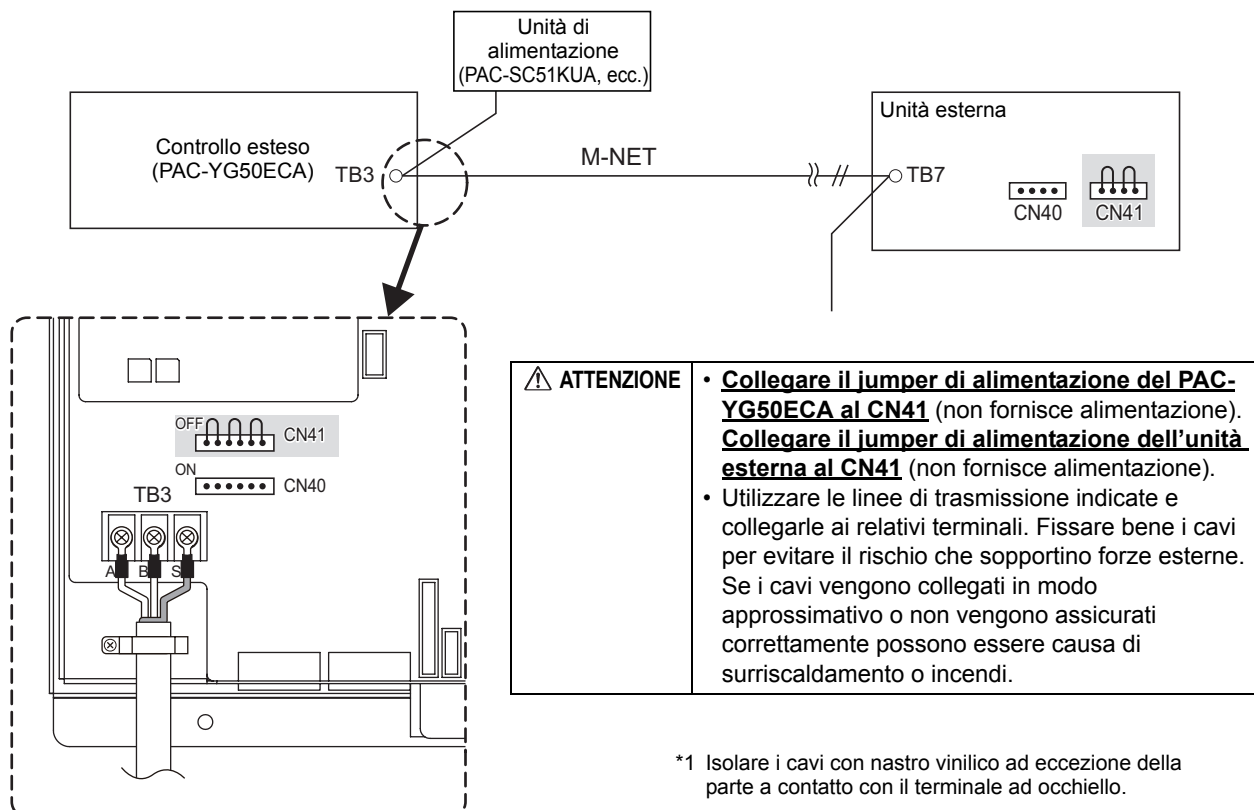 Unità di
alimentazione
(PAC-SC51KUA, ecc.)
Controllo esteso
(PAC-YG50ECA)
TB3
M-NET
Unità esterna
TB7
CN40
CN41
OFF
CN41
ON
CN40
TB3
A
B
S
ATTENZIONE
• Collegare il jumper di alimentazione del PAC-
YG50ECA al CN41 (non fornisce alimentazione).
Collegare il jumper di alimentazione dell'unità
esterna al CN41 (non fornisce alimentazione).
• Utilizzare le linee di trasmissione indicate e
collegarle ai relativi terminali. Fissare bene i cavi
per evitare il rischio che sopportino forze esterne.
Se i cavi vengono collegati in modo
approssimativo o non vengono assicurati
correttamente possono essere causa di
surriscaldamento o incendi.
*1 Isolare i cavi con nastro vinilico ad eccezione della
parte a contatto con il terminale ad occhiello.